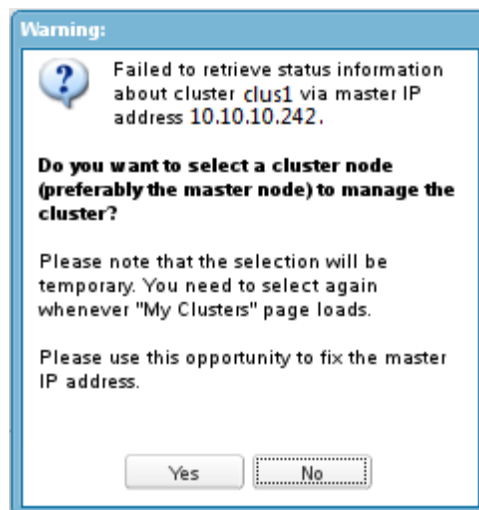 Warning:
Failed to retrieve status information
about cluster clus1 via master IP
address 10.10.10.242.
Do you want to select a cluster node
(preferably the master node) to manage the
cluster?
Please note that the selection will be
temporary. You need to select again
whenever "My Clusters" page loads.
Please use this opportunity to fix the master
IP address.
Yes
No